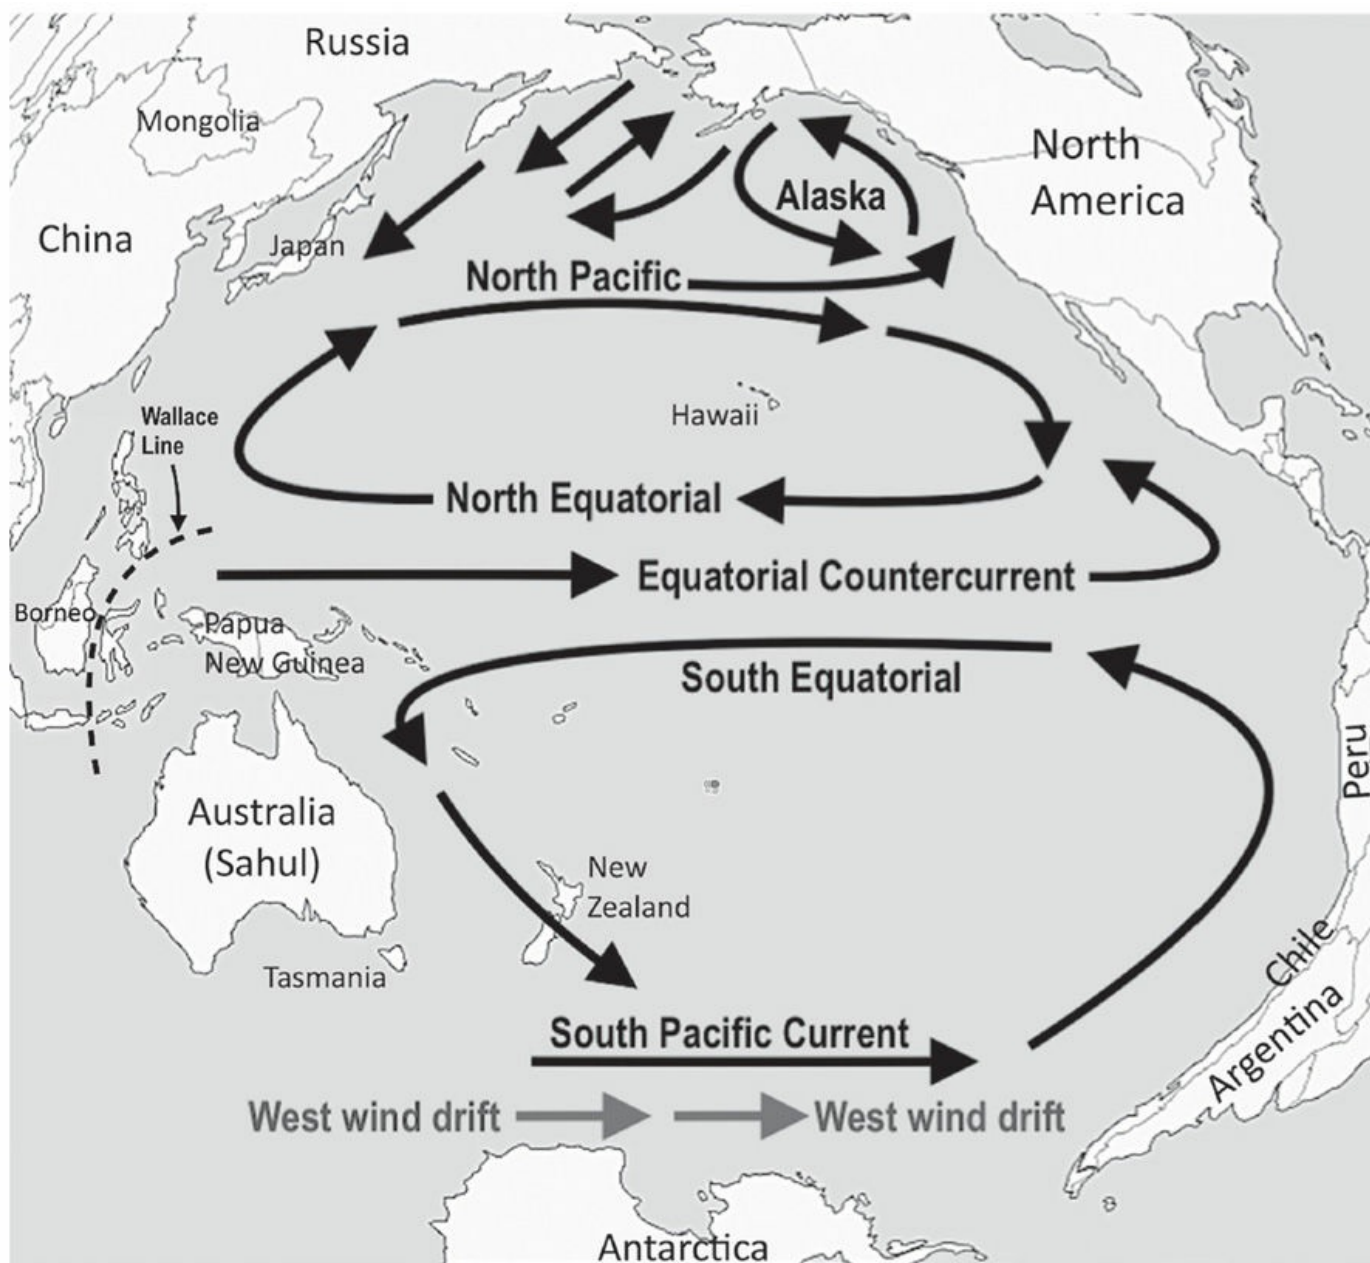 Russia
Mongolia
North
America
Alaska
China
Japan
North Pacific
Hawaii
Wallace
Line
North Equatorial
Equatorial Countercurrent
Borneo
Papua
New Guinea
South Equatorial
Peru
Australia
(Sahul)
New
Zealand
Tasmania
Chile
Argentina
South Pacific Current
West wind drift
West wind drift
Antarctica